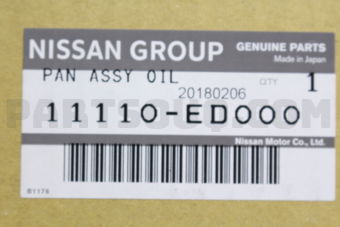 NISSAN GROUP GENUINE PARTS
Made in Japan
PAN ASSY OIL QTY 1
20180206
11110-ED000
Nissan Motor Co., Ltd.
B1176